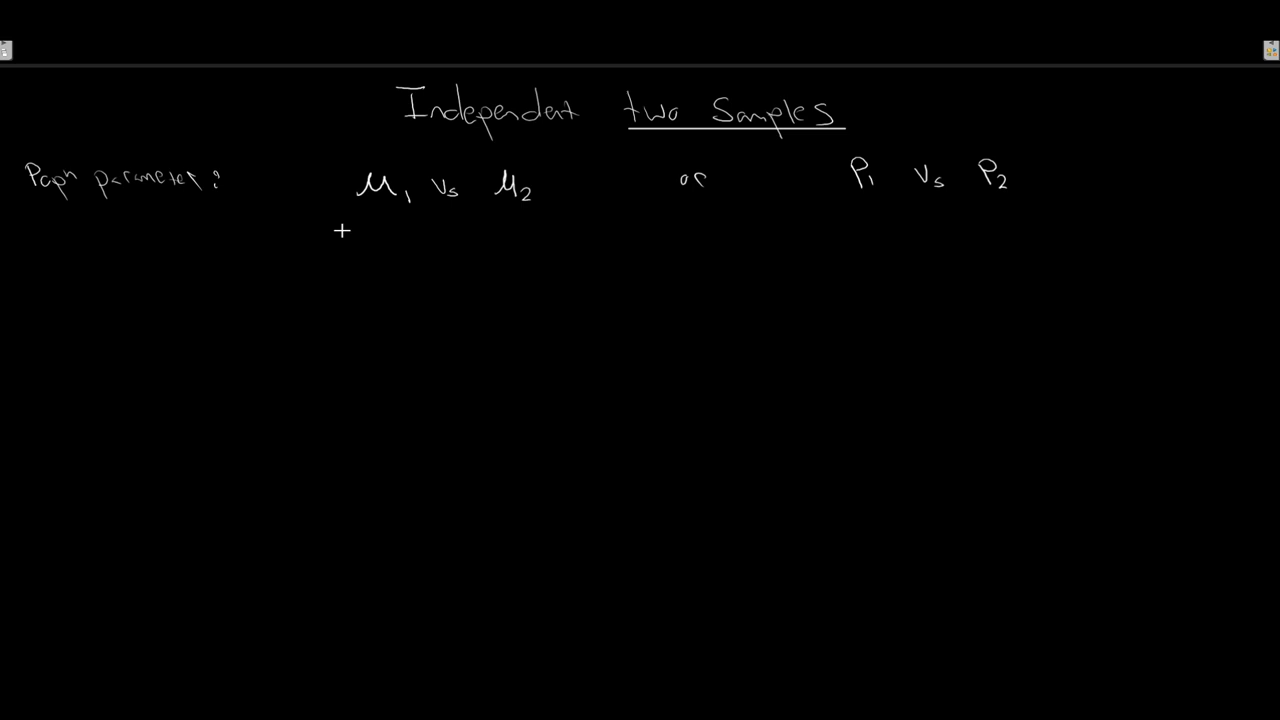 Independent two Samples
Popⁿ parameter: μ₁ vs μ₂ or P₁ vs P₂